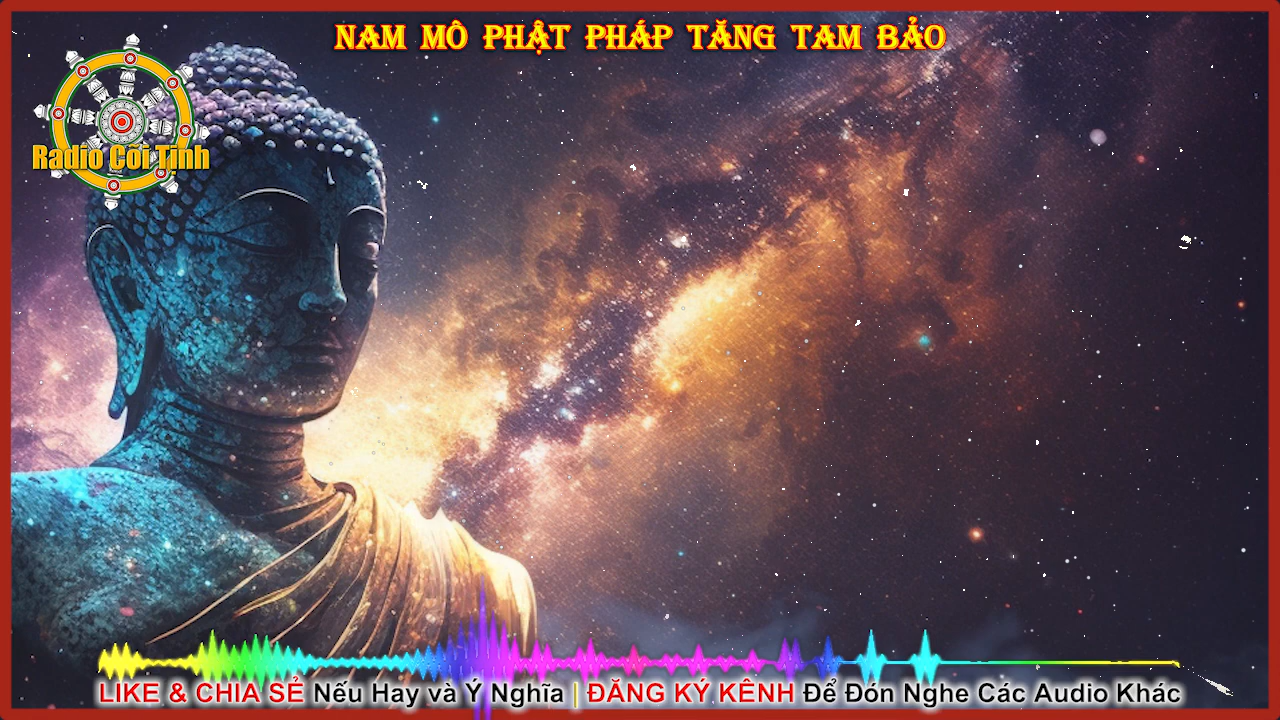 NAM MÔ PHẬT PHÁP TĂNG TAM BẢO
Radio Cõi Tịnh
LIKE & CHIA SẺ Nếu Hay và Ý Nghĩa | ĐĂNG KÝ KÊNH Để Đón Nghe Các Audio Khác